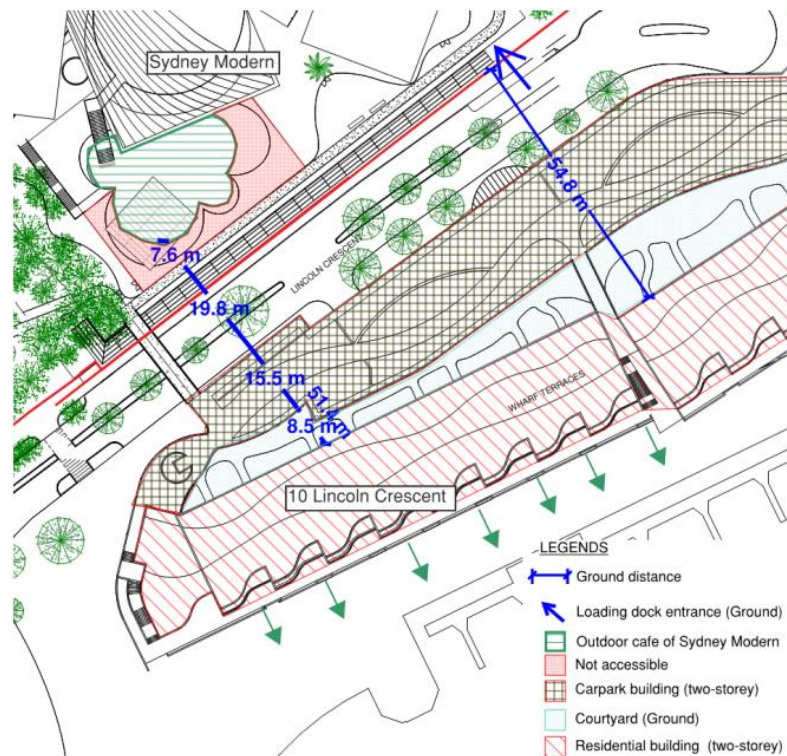 Sydney Modern
54.8 m
7.6 m
LINCOLN CRESCENT
19.8 m
15.5 m
51.4 m
8.5 m
WHARF TERRACES
10 Lincoln Crescent
LEGENDS
Ground distance
Loading dock entrance (Ground)
Outdoor cafe of Sydney Modern
Not accessible
Carpark building (two-storey)
Courtyard (Ground)
Residential building (two-storey)